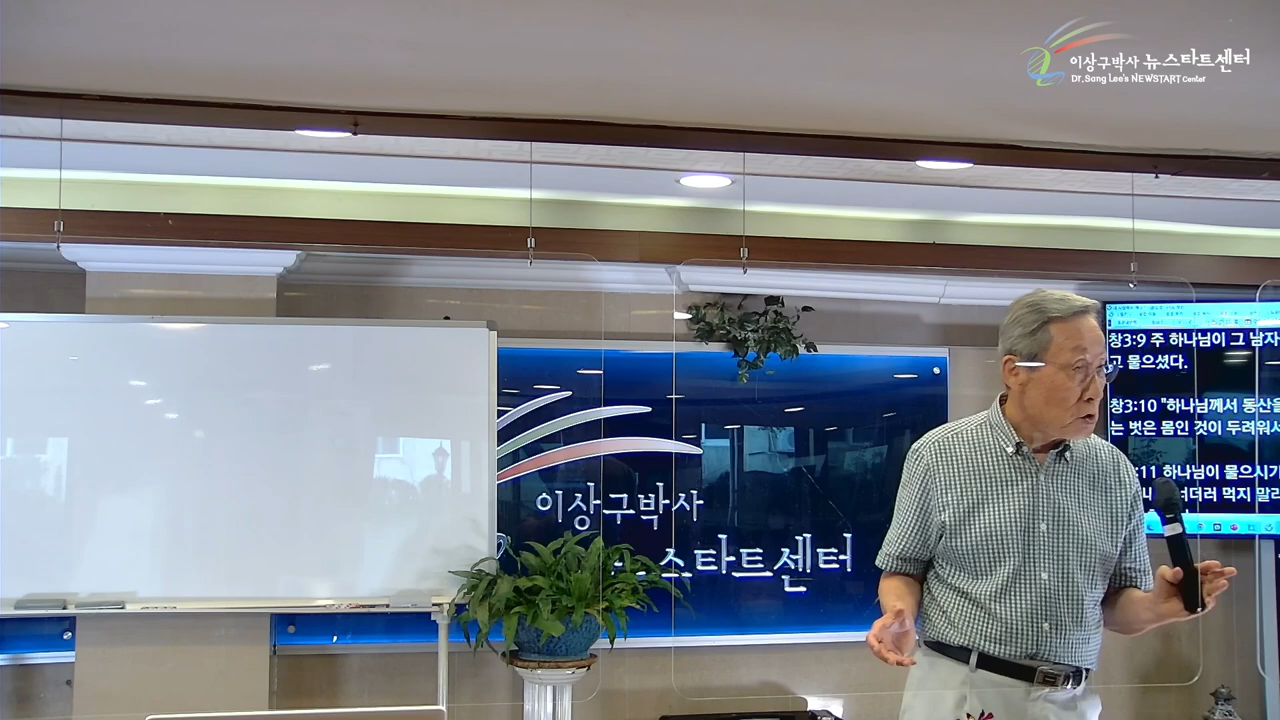 이상구박사 뉴스타트센터
Dr. Sang Lee's NEWSTART Center
창3:9 주 하나님이 그 남자
고 물으셨다.
창3:10 "하나님께서 동산을
는 벗은 몸인 것이 두려워서
:11 하나님이 물으시기
더러 먹지 말라
이상구박사
스타트센터